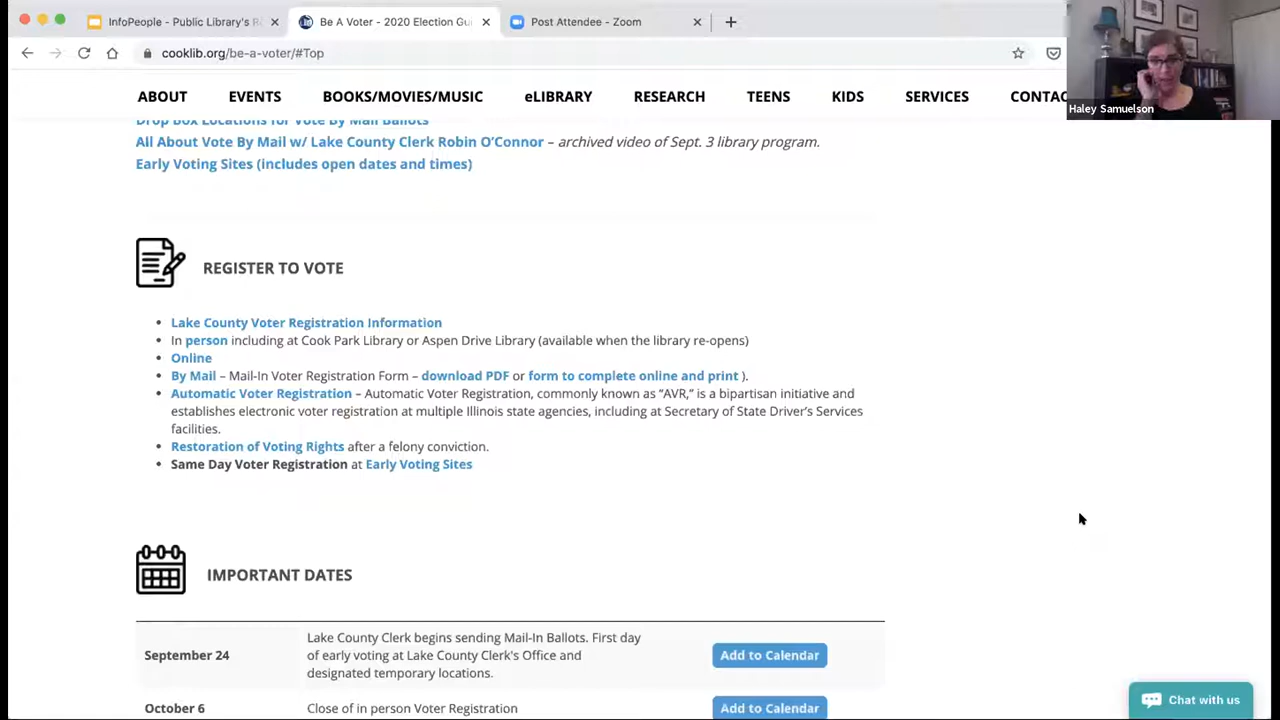 InfoPeople - Public Library's R
Be A Voter - 2020 Election Gui
Post Attendee - Zoom
cooklib.org/be-a-voter/#Top
Haley Samuelson
ABOUT EVENTS BOOKS/MOVIES/MUSIC eLIBRARY RESEARCH TEENS KIDS SERVICES CONTAC
Drop Box Locations for Vote By Mail Ballots
All About Vote By Mail w/ Lake County Clerk Robin O'Connor – archived video of Sept. 3 library program.
Early Voting Sites (includes open dates and times)
REGISTER TO VOTE
• Lake County Voter Registration Information
• In person including at Cook Park Library or Aspen Drive Library (available when the library re-opens)
• Online
• By Mail – Mail-In Voter Registration Form – download PDF or form to complete online and print ).
• Automatic Voter Registration – Automatic Voter Registration, commonly known as “AVR,” is a bipartisan initiative and
establishes electronic voter registration at multiple Illinois state agencies, including at Secretary of State Driver’s Services
facilities.
• Restoration of Voting Rights after a felony conviction.
• Same Day Voter Registration at Early Voting Sites
IMPORTANT DATES
Lake County Clerk begins sending Mail-In Ballots. First day
September 24 of early voting at Lake County Clerk's Office and Add to Calendar
designated temporary locations.
October 6 Close of in person Voter Registration Add to Calendar
Chat with us